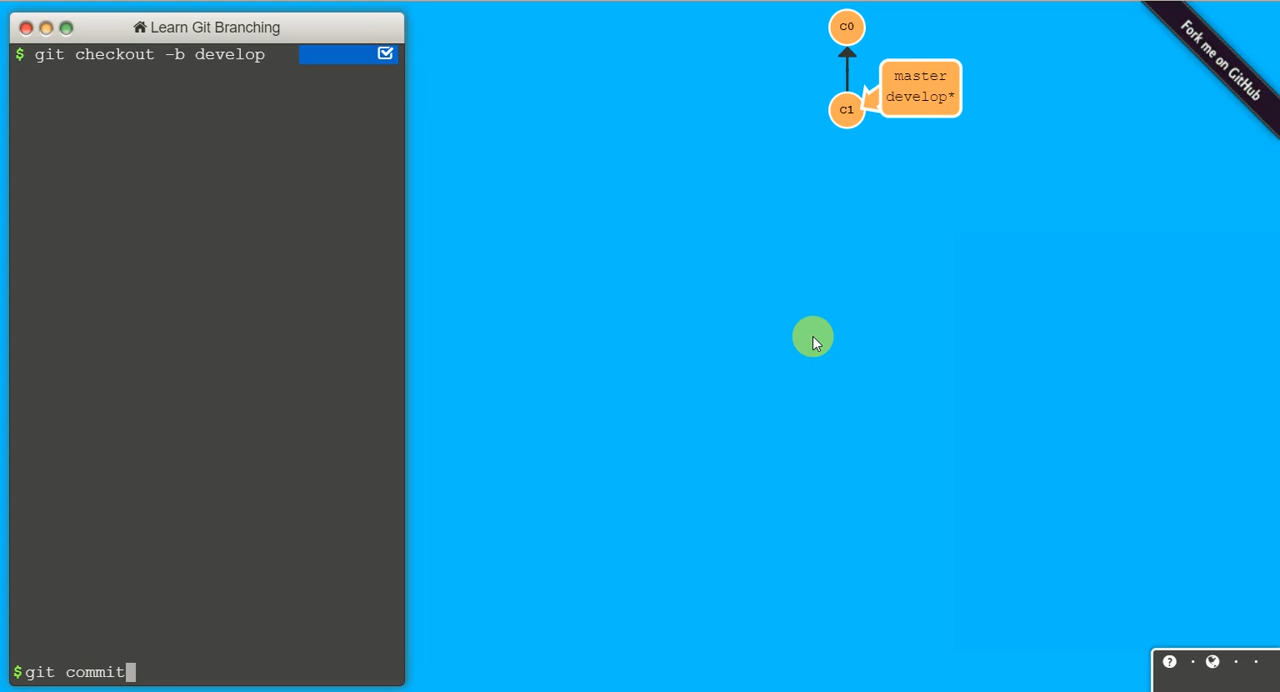 Learn Git Branching
$ git checkout -b develop
c0
master
develop*
c1
Fork me on GitHub
$git commit